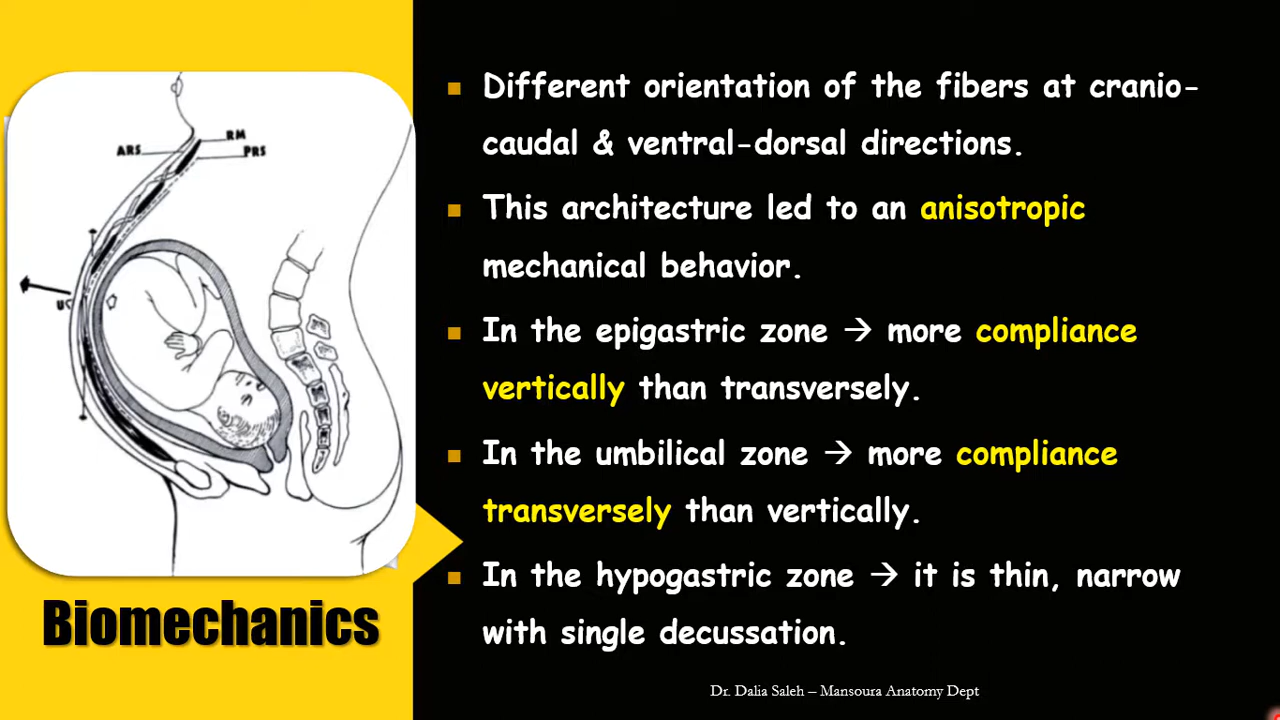 ARS
RM
PRS
Biomechanics
▪ Different orientation of the fibers at cranio-
caudal & ventral-dorsal directions.
▪ This architecture led to an anisotropic
mechanical behavior.
▪ In the epigastric zone → more compliance
vertically than transversely.
▪ In the umbilical zone → more compliance
transversely than vertically.
▪ In the hypogastric zone → it is thin, narrow
with single decussation.
Dr. Dalia Saleh – Mansoura Anatomy Dept